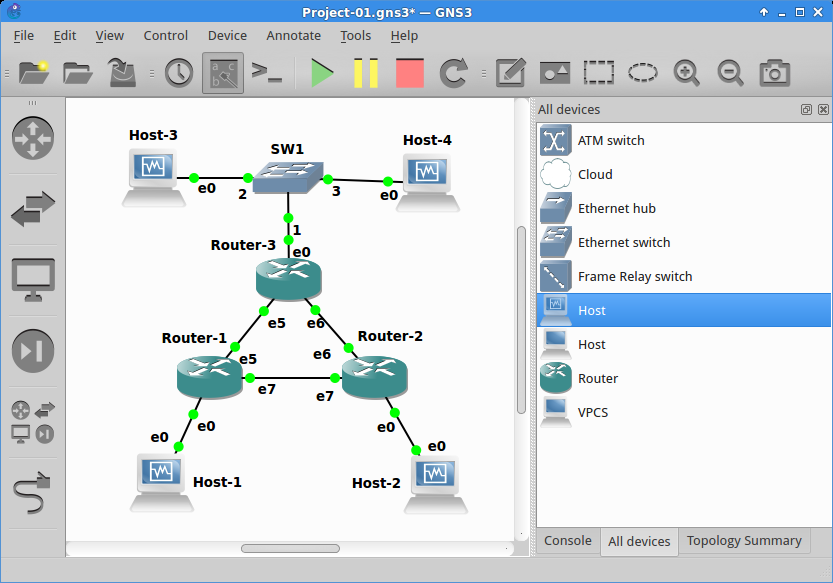 Project-01.gns3* — GNS3
File Edit View Control Device Annotate Tools Help
All devices
Host-3
Host-4
SW1
e0
2
3
e0
1
Router-3
e0
e5
e6
Router-1
Router-2
e5
e6
e7
e7
e0
e0
e0
e0
Host-1
Host-2
ATM switch
Cloud
Ethernet hub
Ethernet switch
Frame Relay switch
Host
Host
Router
VPCS
Console All devices Topology Summary